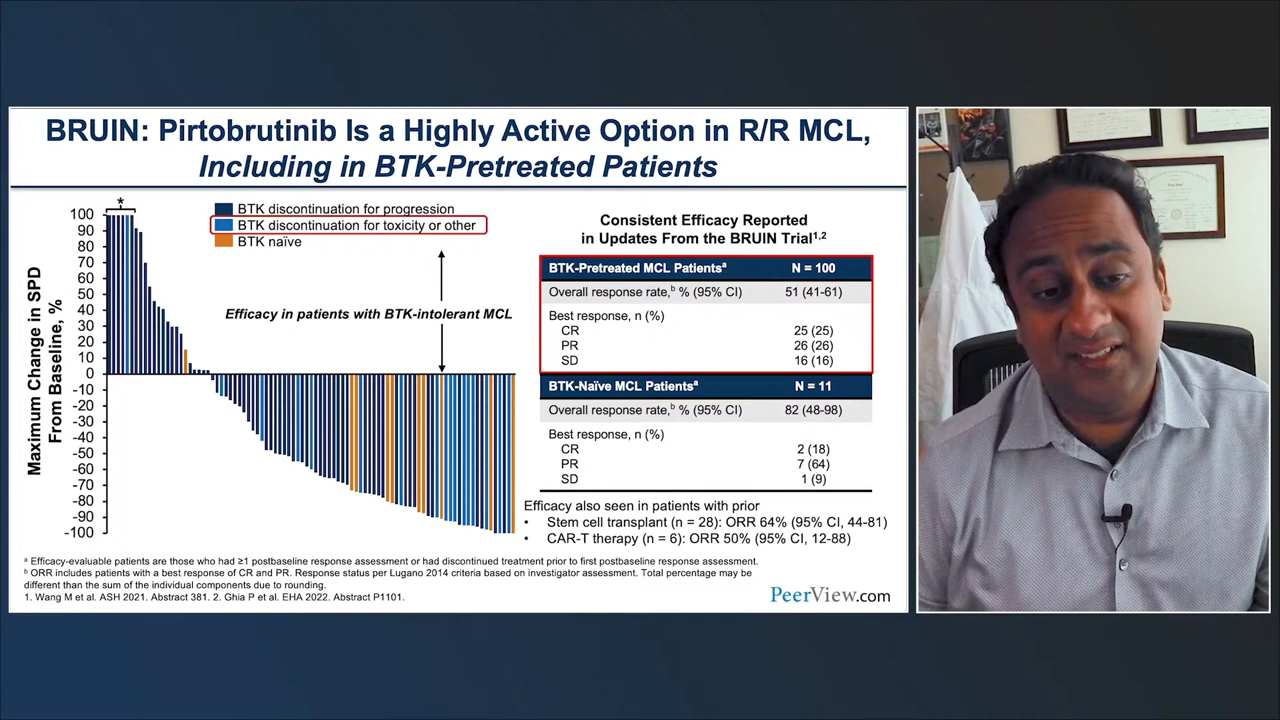 BRUIN: Pirtobrutinib Is a Highly Active Option in R/R MCL,
Including in BTK-Pretreated Patients
*
BTK discontinuation for progression
BTK discontinuation for toxicity or other
BTK naïve
Maximum Change in SPD
From Baseline, %
100
90
80
70
60
50
40
30
20
10
0
-10
-20
-30
-40
-50
-60
-70
-80
-90
-100
Efficacy in patients with BTK-intolerant MCL
Consistent Efficacy Reported
in Updates From the BRUIN Trial1,2
BTK-Pretreated MCL Patientsa N = 100
Overall response rate,b % (95% CI) 51 (41-61)
Best response, n (%)
CR 25 (25)
PR 26 (26)
SD 16 (16)
BTK-Naïve MCL Patientsa N = 11
Overall response rate,b % (95% CI) 82 (48-98)
Best response, n (%)
CR 2 (18)
PR 7 (64)
SD 1 (9)
Efficacy also seen in patients with prior
• Stem cell transplant (n = 28): ORR 64% (95% CI, 44-81)
• CAR-T therapy (n = 6): ORR 50% (95% CI, 12-88)
a Efficacy-evaluable patients are those who had ≥1 postbaseline response assessment or had discontinued treatment prior to first postbaseline response assessment.
b ORR includes patients with a best response of CR and PR. Response status per Lugano 2014 criteria based on investigator assessment. Total percentage may be
different than the sum of the individual components due to rounding.
1. Wang M et al. ASH 2021. Abstract 381. 2. Ghia P et al. EHA 2022. Abstract P1101.
PeerView.com